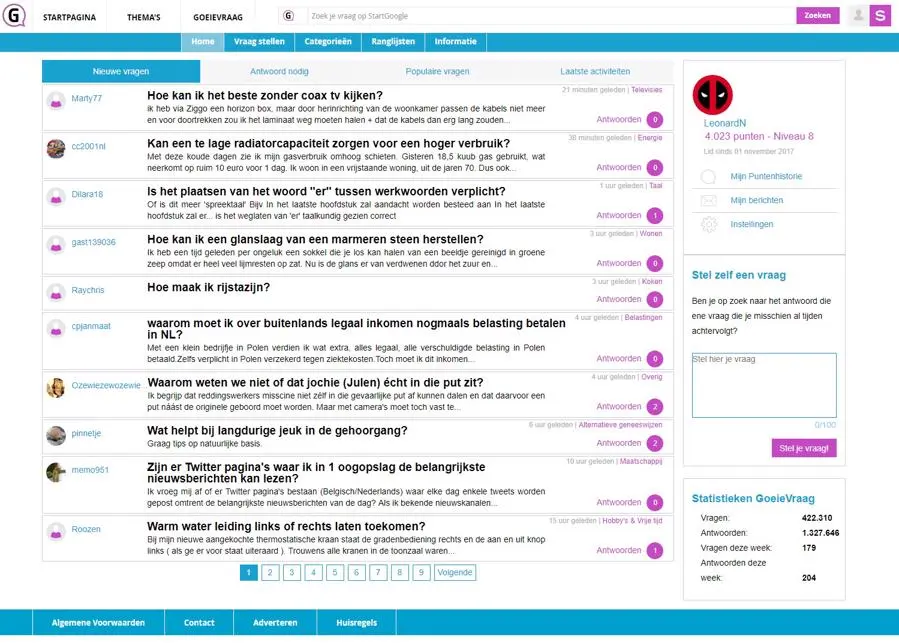 G
STARTPAGINA THEMA'S GOEIEVRAAG
G Zoek je vraag op StartGoogle Zoeken S
Home Vraag stellen Categorieën Ranglijsten Informatie
Nieuwe vragen Antwoord nodig Populaire vragen Laatste activiteiten
Marty77
Hoe kan ik het beste zonder coax tv kijken?
21 minuten geleden | Televisies
ik heb via Ziggo een horizon box, maar door herinrichting van de woonkamer passen de kabels niet meer
en voor doortrekken zou ik het laminaat weg moeten halen + dat de kabels dan erg lang zouden...
Antwoorden 0
cc2001nl
Kan een te lage radiatorcapaciteit zorgen voor een hoger verbruik?
38 minuten geleden | Energie
Met deze koude dagen zie ik mijn gasverbruik omhoog schieten. Gisteren 18,5 kuub gas gebruikt, wat
neerkomt op ruim 10 euro voor 1 dag. Ik woon in een vrijstaande woning, uit de jaren 70. Dus ook...
Antwoorden 0
Dilara18
Is het plaatsen van het woord "er" tussen werkwoorden verplicht?
1 uur geleden | Taal
Of is dit meer 'spreektaal' Bijv In het laatste hoofdstuk zal aandacht worden besteed aan In het laatste
hoofdstuk zal er... is het weglaten van 'er' taalkundig gezien correct
Antwoorden 1
gast139036
Hoe kan ik een glanslaag van een marmeren steen herstellen?
3 uur geleden | Wonen
Ik heb een tijd geleden per ongeluk een sokkel die je los kan halen van een beeldje gereinigd in groene
zeep omdat er heel veel lijmresten op zat. Nu is de glans er van verdwenen ddor het zuur en...
Antwoorden 0
Raychris
Hoe maak ik rijstazijn?
3 uur geleden | Koken
Antwoorden 0
cpjanmaat
waarom moet ik over buitenlands legaal inkomen nogmaals belasting betalen
in NL?
4 uur geleden | Belastingen
Met een klein bedrijfje in Polen verdien ik wat extra, alles legaal, alle verschuldigde belasting in Polen
betaald.Zelfs verplicht in Polen verzekerd tegen ziektekosten.Toch moet ik dit inkomen...
Antwoorden 0
Ozewiezewozewie
Waarom weten we niet of dat jochie (Julen) écht in die put zit?
4 uur geleden | Overig
Ik begrijp dat reddingswerkers misscine niet zélf in die gevaarlijke put af kunnen dalen en dat daarvoor een
put náást de originele geboord moet worden. Maar met camera's moet toch vast te...
Antwoorden 2
pinnetje
Wat helpt bij langdurige jeuk in de gehoorgang?
6 uur geleden | Alternatieve geneeswijzen
Graag tips op natuurlijke basis.
Antwoorden 2
memo951
Zijn er Twitter pagina's waar ik in 1 oogopslag de belangrijkste
nieuwsberichten kan lezen?
10 uur geleden | Maatschappij
Ik vroeg mij af of er Twitter pagina's bestaan (Belgisch/Nederlands) waar elke dag enkele tweets worden
gepost omtrent de belangrijkste nieuwsberichten van de dag? Als ik bekende nieuwskanalen...
Antwoorden 0
Roozen
Warm water leiding links of rechts laten toekomen?
15 uur geleden | Hobby's & Vrije tijd
Bij mijn nieuwe aangekochte thermostatische kraan staat de gradenbediening rechts en de aan en uit knop
links ( als ge er voor staat uiteraard ). Trouwens alle kranen in de toonzaal waren...
Antwoorden 1
1 2 3 4 5 6 7 8 9 Volgende
LeonardN
4.023 punten - Niveau 8
Lid sinds 01 november 2017
Mijn Puntenhistorie
Mijn berichten
Instellingen
Stel zelf een vraag
Ben je op zoek naar het antwoord die
ene vraag die je misschien al tijden
achtervolgt?
Stel hier je vraag
0/100
Stel je vraag!
Statistieken GoeieVraag
Vragen: 422.310
Antwoorden: 1.327.646
Vragen deze week: 179
Antwoorden deze
week: 204
Algemene Voorwaarden Contact Adverteren Huisregels